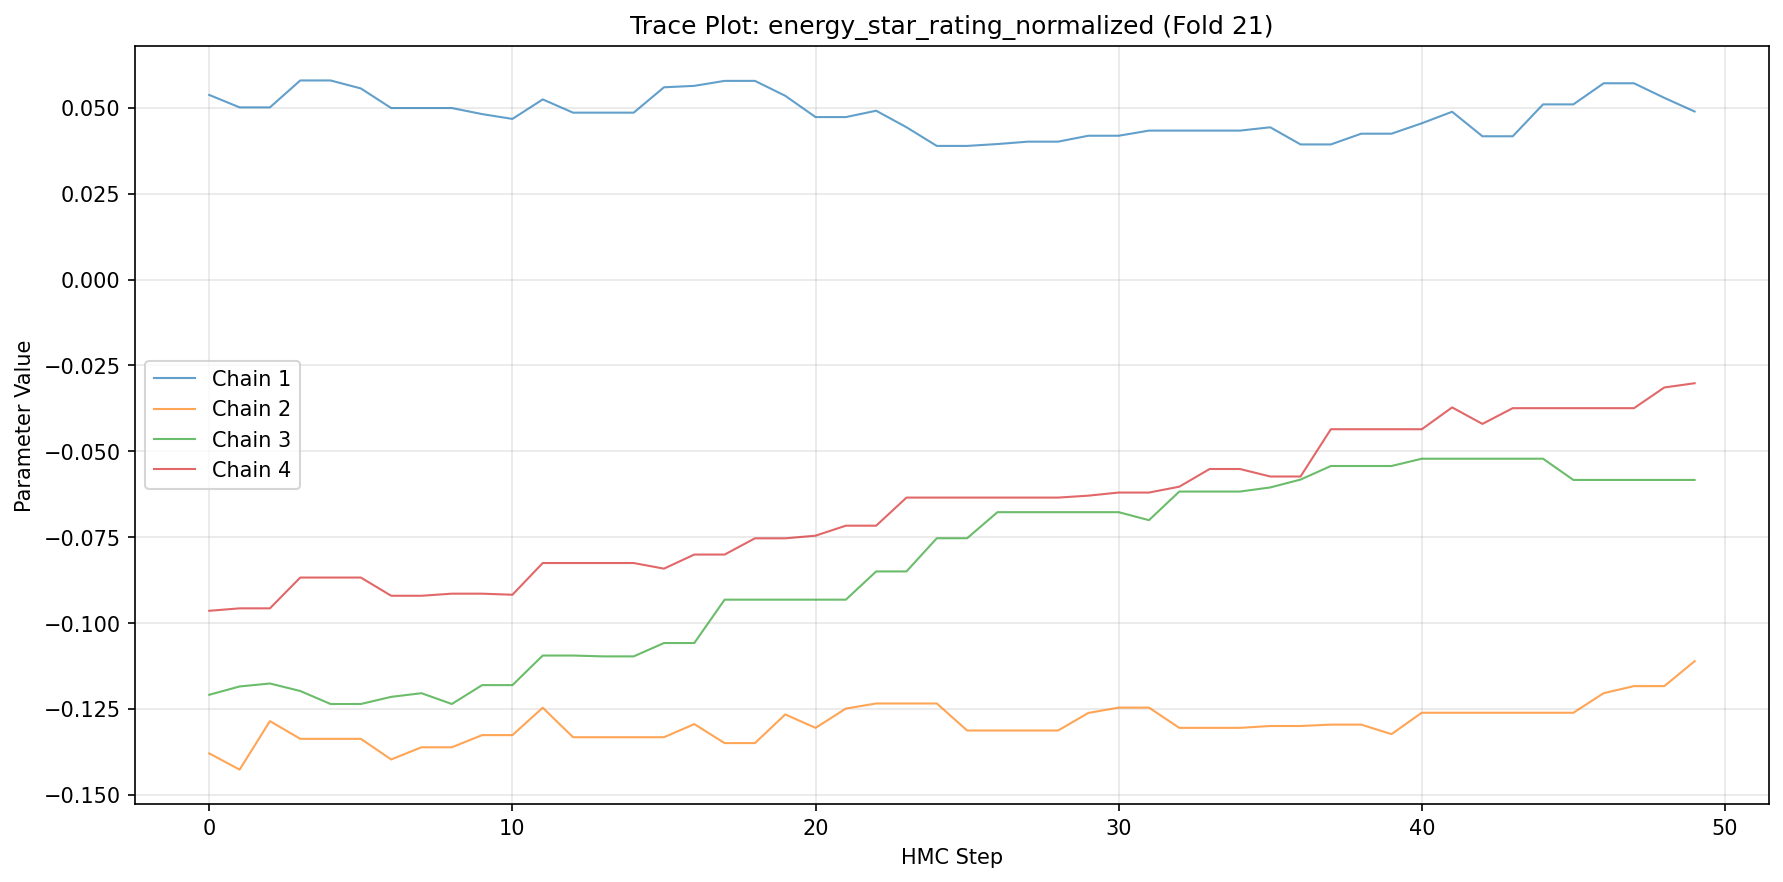 Trace Plot: energy_star_rating_normalized (Fold 21)
Parameter Value
0.050
0.025
0.000
−0.025
−0.050
−0.075
−0.100
−0.125
−0.150
Chain 1
Chain 2
Chain 3
Chain 4
0 10 20 30 40 50
HMC Step